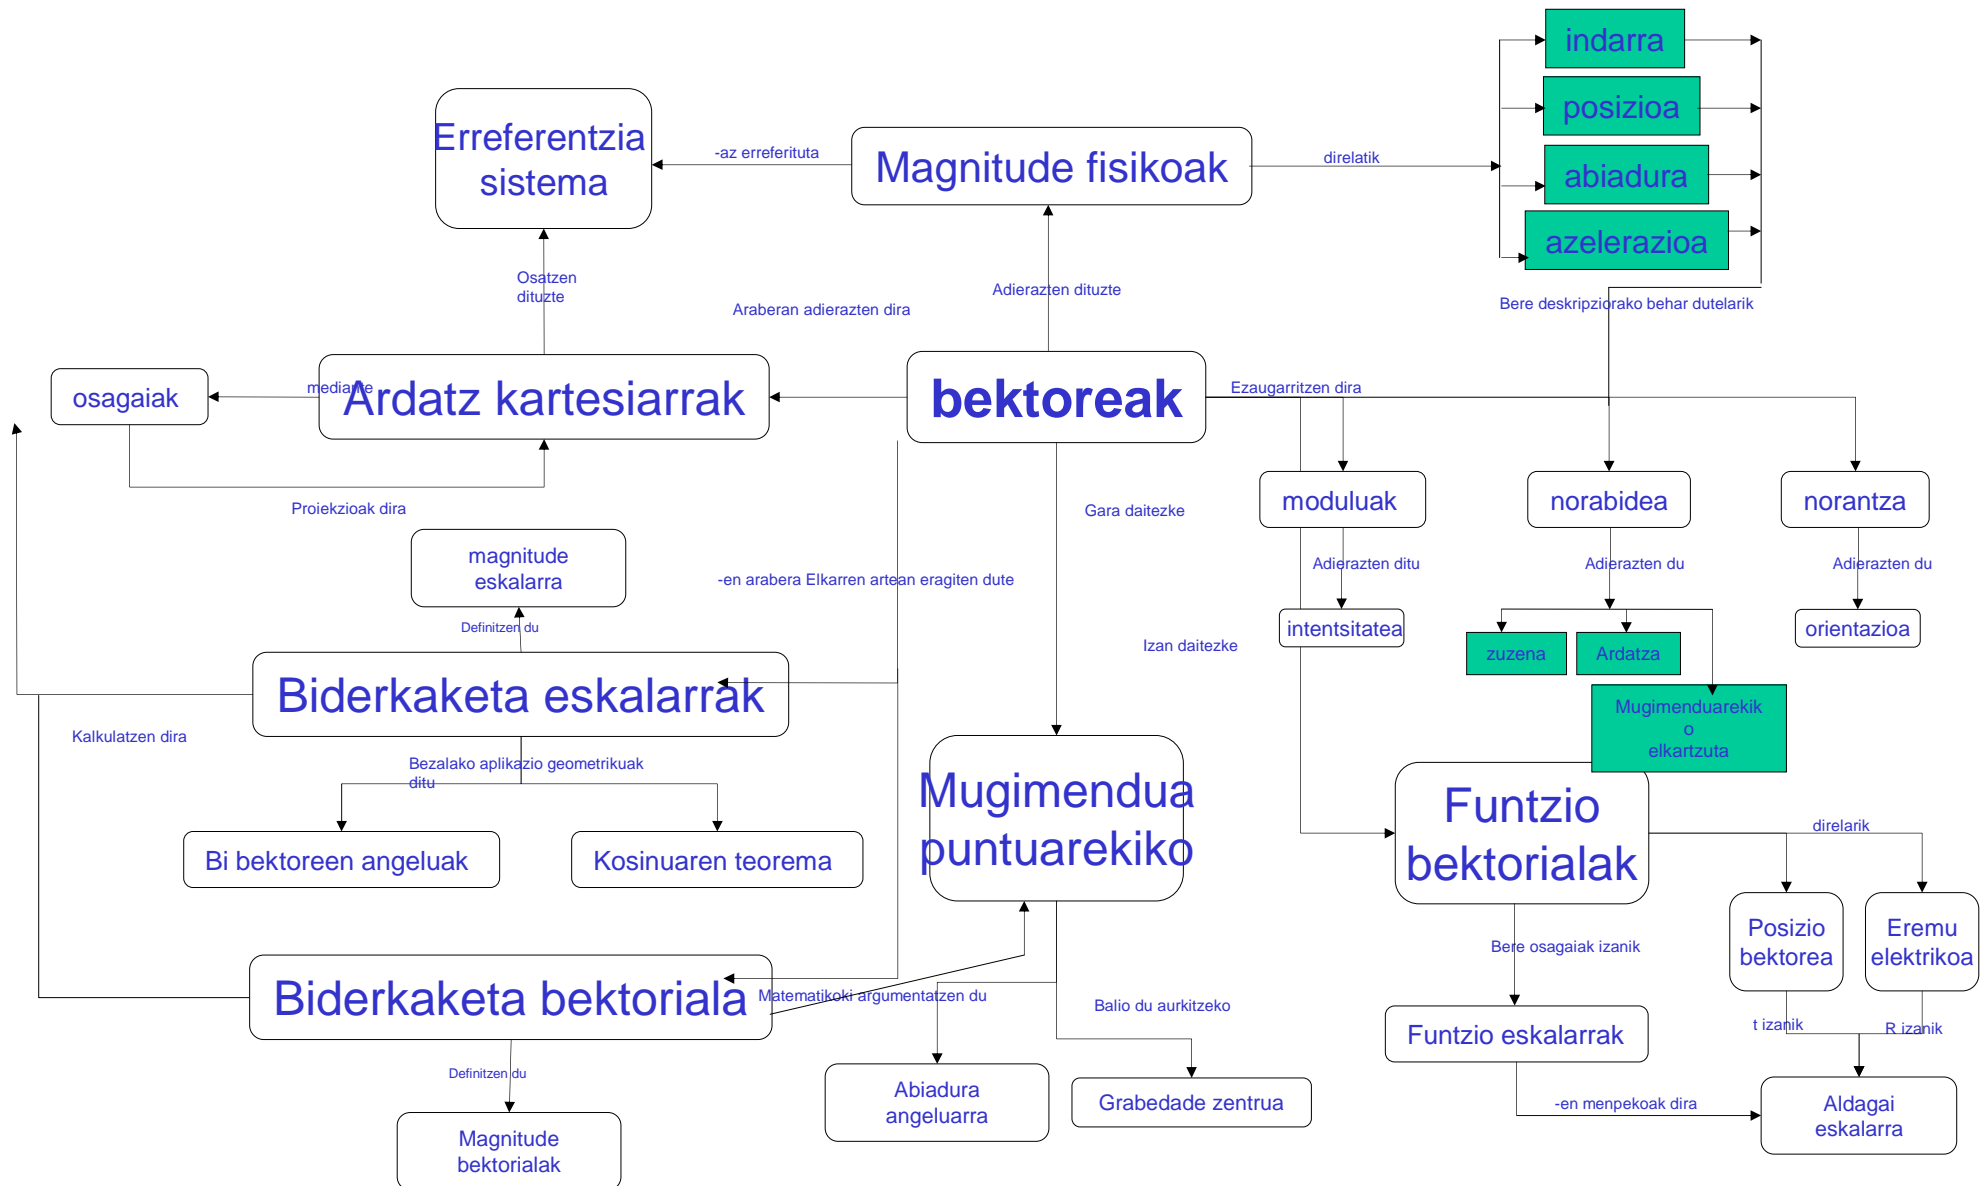 indarra
posizioa
Erreferentzia
sistema
-az erreferituta
Magnitude fisikoak
direlatik
abiadura
azelerazioa
Osatzen
dituzte
Adierazten dituzte
Araberan adierazten dira
Bere deskripziorako behar dutelarik
osagaiak
mediante
Ardatz kartesiarrak
bektoreak
Ezaugarritzen dira
Proiekzioak dira
Gara daitezke
moduluak
norabidea
norantza
magnitude
eskalarra
-en arabera Elkarren artean eragiten dute
Adierazten ditu
Adierazten du
Adierazten du
Definitzen du
intentsitatea
orientazioa
Izan daitezke
zuzena
Ardatza
Biderkaketa eskalarrak
Mugimenduarekik
o
elkartzuta
Kalkulatzen dira
Bezalako aplikazio geometrikuak
ditu
Mugimendua
puntuarekiko
Funtzio
bektorialak
direlarik
Bi bektoreen angeluak
Kosinuaren teorema
Posizio
bektorea
Eremu
elektrikoa
Bere osagaiak izanik
Biderkaketa bektoriala
Matematikoki argumentatzen du
Balio du aurkitzeko
t izanik
R izanik
Funtzio eskalarrak
Definitzen du
Abiadura
angeluarra
Grabedade zentrua
-en menpekoak dira
Aldagai
eskalarra
Magnitude
bektorialak